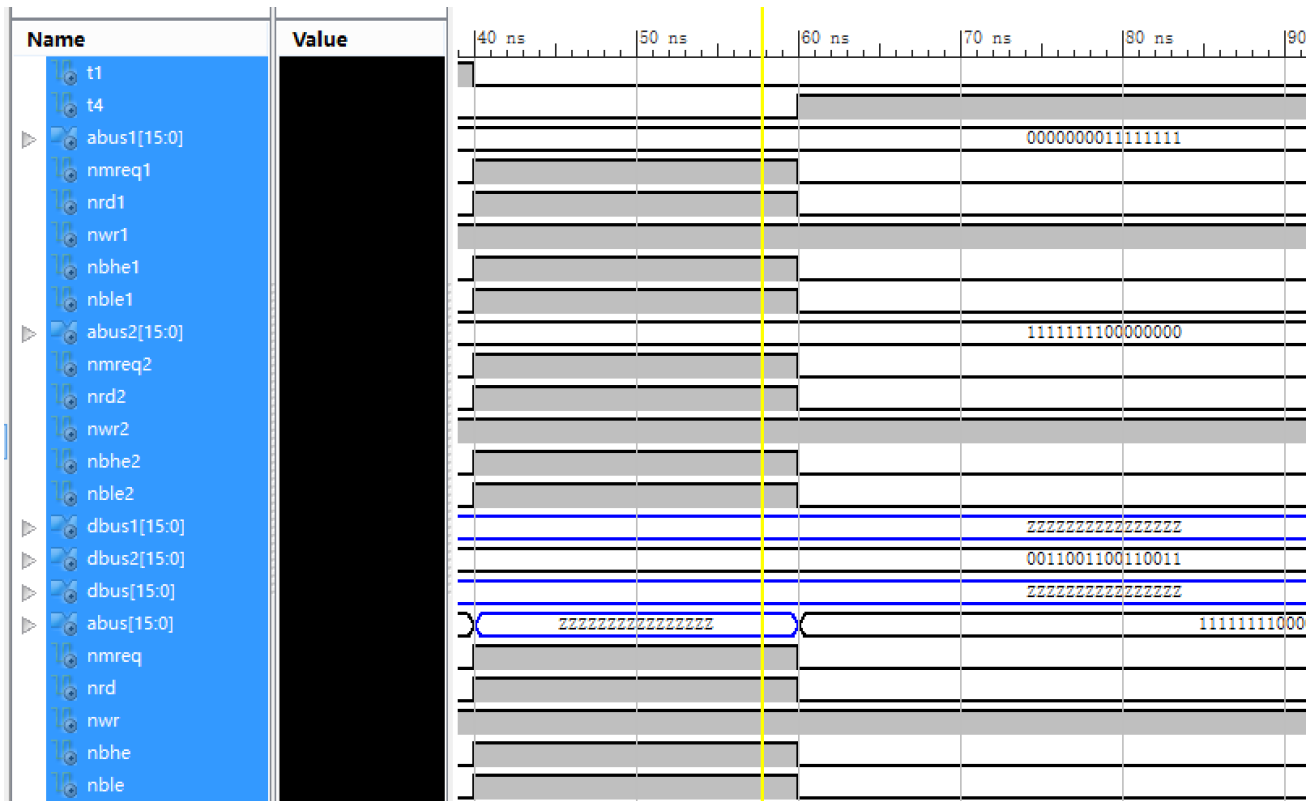 Name Value 40 ns 50 ns 60 ns 70 ns 80 ns 90
t1
t4
abus1[15:0] 0000000011111111
nmreq1
nrd1
nwr1
nbhe1
nble1
abus2[15:0] 1111111100000000
nmreq2
nrd2
nwr2
nbhe2
nble2
dbus1[15:0] ZZZZZZZZZZZZZZZZ
dbus2[15:0] 0011001100110011
dbus[15:0] ZZZZZZZZZZZZZZZZ
abus[15:0] ZZZZZZZZZZZZZZZZ 11111111000
nmreq
nrd
nwr
nbhe
nble